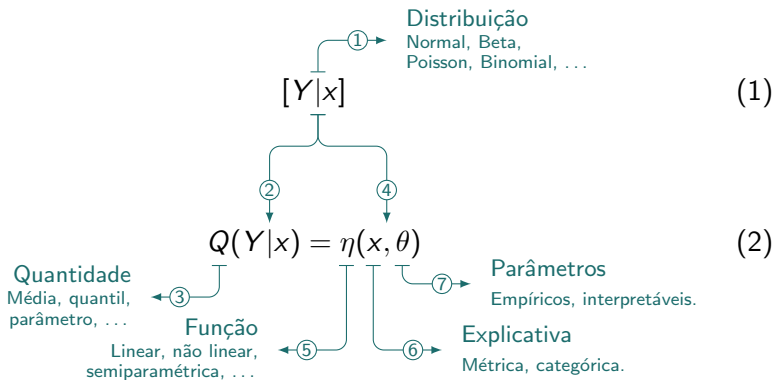 Distribuição
① Normal, Beta,
Poisson, Binomial, ...
[Y|x] (1)
② ④
Q(Y|x) = η(x, θ) (2)
Quantidade
Média, quantil,
parâmetro, ...
③
Parâmetros
⑦ Empíricos, interpretáveis.
Função
Linear, não linear,
semiparamétrica, ...
⑤
Explicativa
⑥ Métrica, categórica.